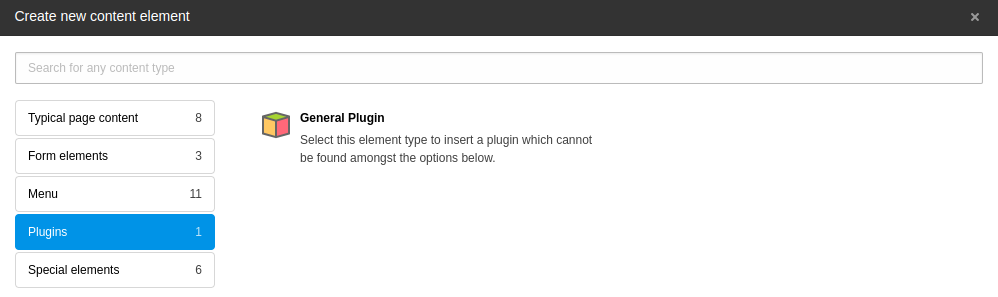 Create new content element
×
Search for any content type
Typical page content 8
Form elements 3
Menu 11
Plugins 1
Special elements 6
General Plugin
Select this element type to insert a plugin which cannot
be found amongst the options below.